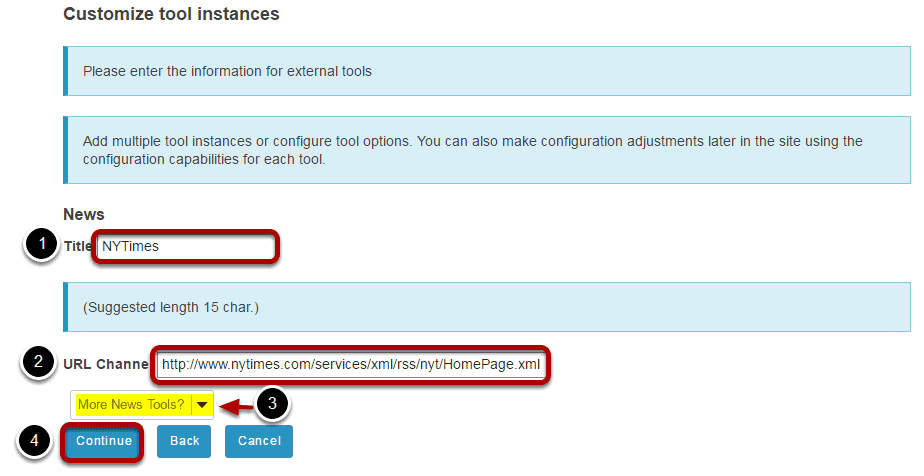 Customize tool instances
Please enter the information for external tools
Add multiple tool instances or configure tool options. You can also make configuration adjustments later in the site using the
configuration capabilities for each tool.
News
1 Title NYTimes
(Suggested length 15 char.)
2 URL Channe http://www.nytimes.com/services/xml/rss/nyt/HomePage.xml
More News Tools? 3
4 Continue Back Cancel